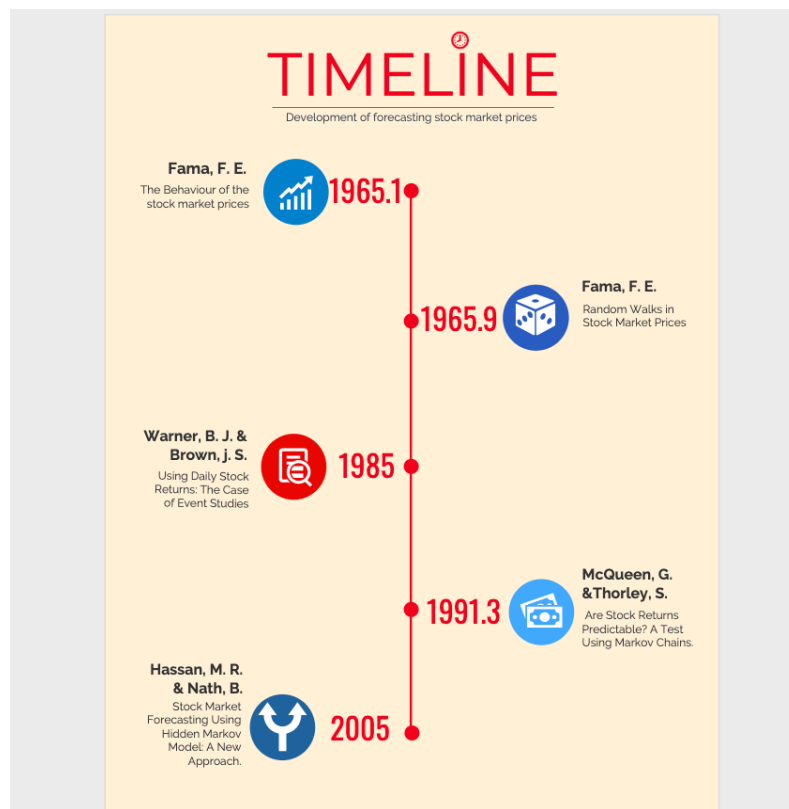 TIMELINE
Development of forecasting stock market prices
Fama, F. E.
The Behaviour of the
stock market prices
1965.1
1965.9
Fama, F. E.
Random Walks in
Stock Market Prices
Warner, B. J. &
Brown, j. S.
Using Daily Stock
Returns: The Case
of Event Studies
1985
1991.3
McQueen, G.
&Thorley, S.
Are Stock Returns
Predictable? A Test
Using Markov Chains.
Hassan, M. R.
& Nath, B.
Stock Market
Forecasting Using
Hidden Markov
Model: A New
Approach.
2005